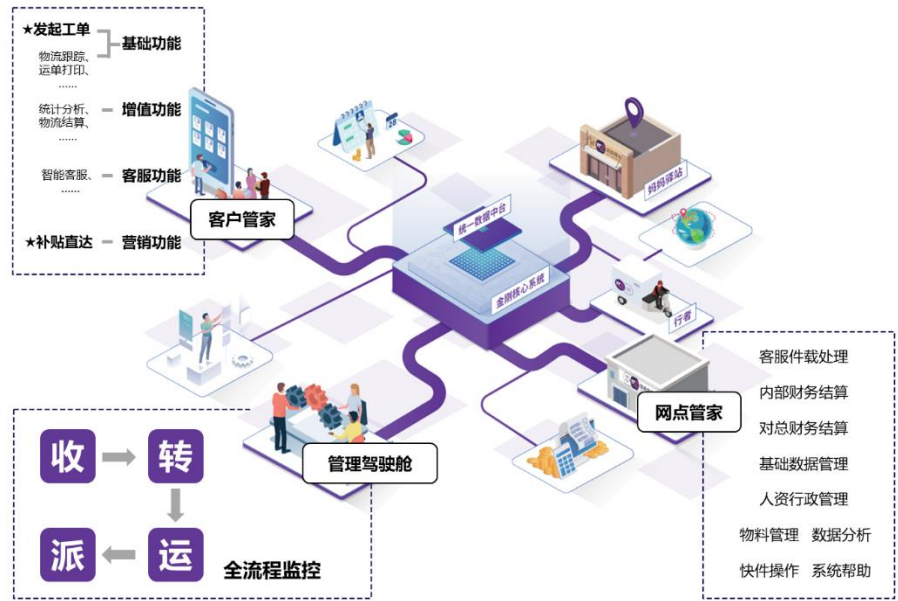 ★发起工单
基础功能
物流跟踪、
运单打印、
......
统计分析、
增值功能
物流结算、
......
智能客服、
客服功能
......
★补贴直达
营销功能
客户管家
28
统一数据中台
金刚核心系统
妈妈驿站
行者
网点管家
客服件载处理
内部财务结算
对总财务结算
基础数据管理
人资行政管理
物料管理 数据分析
快件操作 系统帮助
管理驾驶舱
收 转
派 运
全流程监控